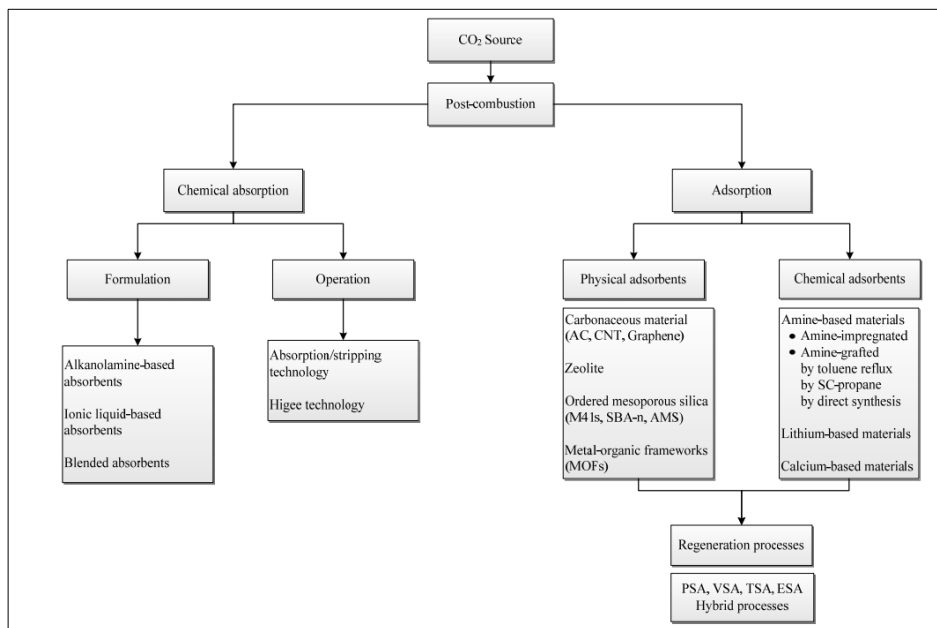 CO₂ Source
Post-combustion
Chemical absorption
Adsorption
Formulation
Operation
Physical adsorbents
Chemical adsorbents
Alkanolamine-based
absorbents
Ionic liquid-based
absorbents
Blended absorbents
Absorption/stripping
technology
Higee technology
Carbonaceous material
(AC, CNT, Graphene)
Zeolite
Ordered mesoporous silica
(M41s, SBA-n, AMS)
Metal-organic frameworks
(MOFs)
Amine-based materials
● Amine-impregnated
● Amine-grafted
by toluene reflux
by SC-propane
by direct synthesis
Lithium-based materials
Calcium-based materials
Regeneration processes
PSA, VSA, TSA, ESA
Hybrid processes